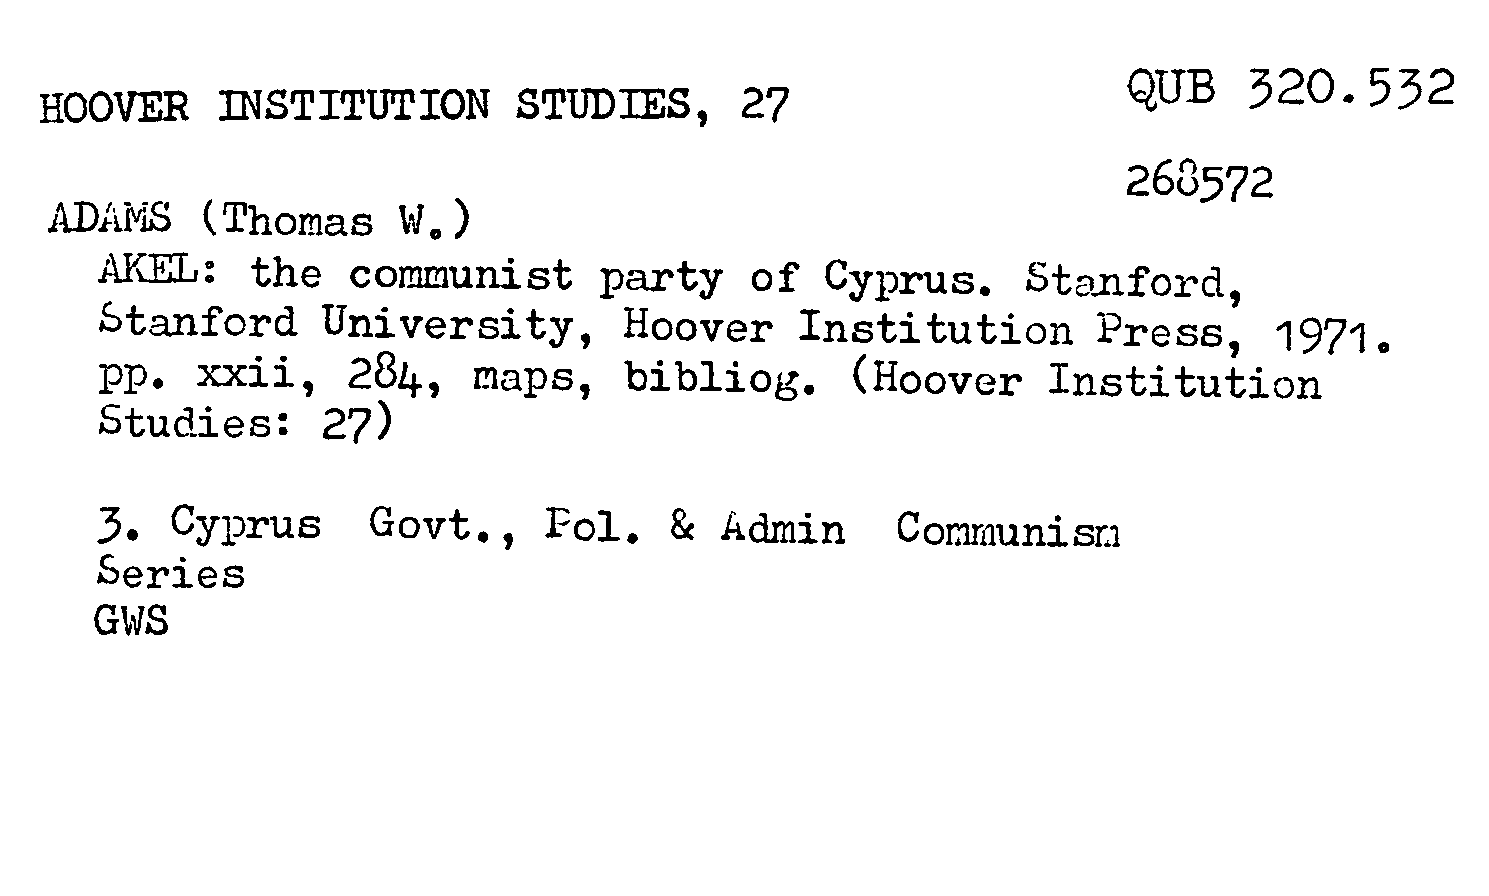 HOOVER INSTITUTION STUDIES, 27
QUB 320.532
268572
ADAMS (Thomas W.)
AKEL: the communist party of Cyprus. Stanford,
Stanford University, Hoover Institution Press, 1971.
pp. xxii, 284, maps, bibliog. (Hoover Institution
Studies: 27)
3. Cyprus Govt., Pol. & Admin Communism
Series
GWS